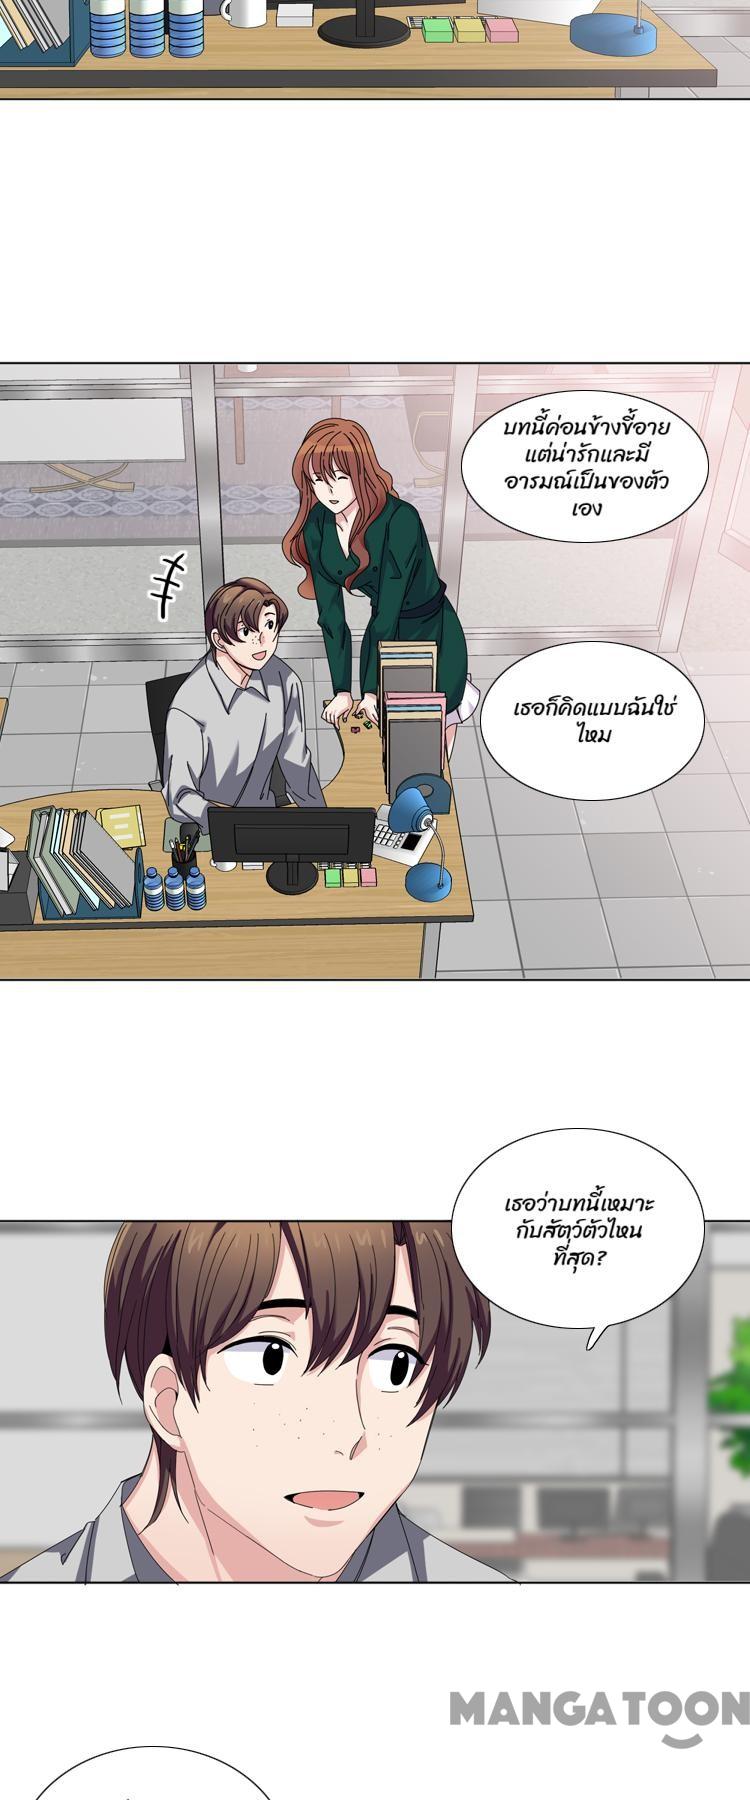 บทนี้ค่อนข้างขี้อาย
แต่น่ารักและมี
อารมณ์เป็นของตัว
เอง
เธอก็คิดแบบฉันใช่
ไหม
เธอว่าบทนี้เหมาะ
กับสัตว์ตัวไหน
ที่สุด?
MANGATOON